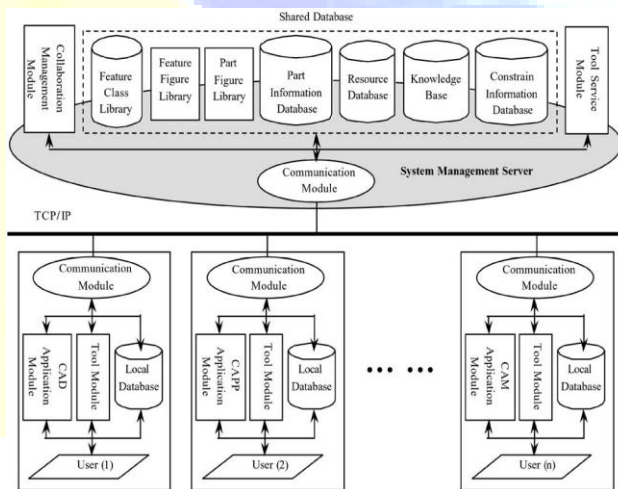 Shared Database
Collaboration
Management
Module
Feature
Class
Library
Feature
Figure
Library
Part
Figure
Library
Part
Information
Database
Resource
Database
Knowledge
Base
Constrain
Information
Database
Tool Service
Module
Communication
Module
System Management Server
TCP/IP
Communication
Module
CAD
Application
Module
Tool Module
Local
Database
User (1)
Communication
Module
CAPP
Application
Module
Tool Module
Local
Database
User (2)
... ...
Communication
Module
CAM
Application
Module
Tool Module
Local
Database
User (n)